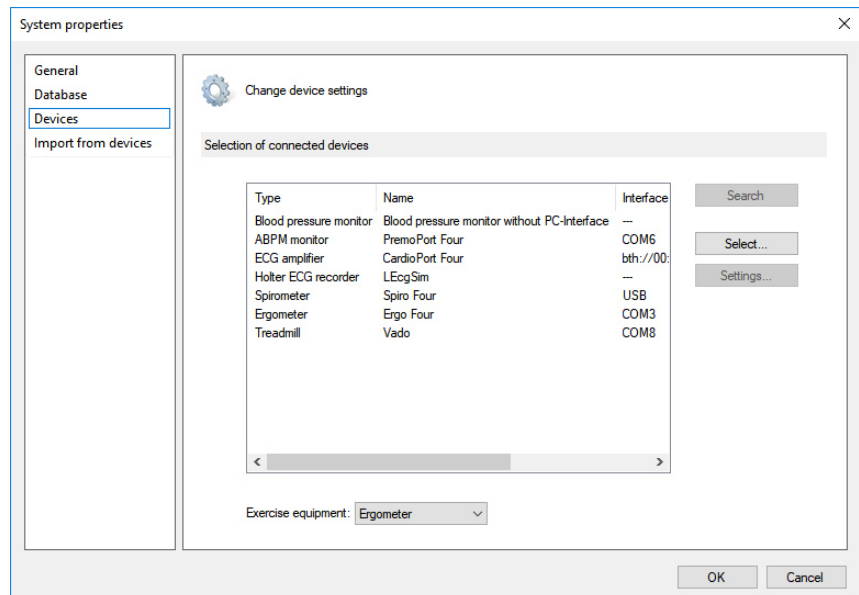 System properties
General
Database
Devices
Import from devices
Change device settings
Selection of connected devices
Type Name Interface
Blood pressure monitor Blood pressure monitor without PC-Interface ---
ABPM monitor PremoPort Four COM6
ECG amplifier CardioPort Four bth://00:
Holter ECG recorder LEcgSim ---
Spirometer Spiro Four USB
Ergometer Ergo Four COM3
Treadmill Vado COM8
Search
Select...
Settings...
Exercise equipment: Ergometer
OK Cancel